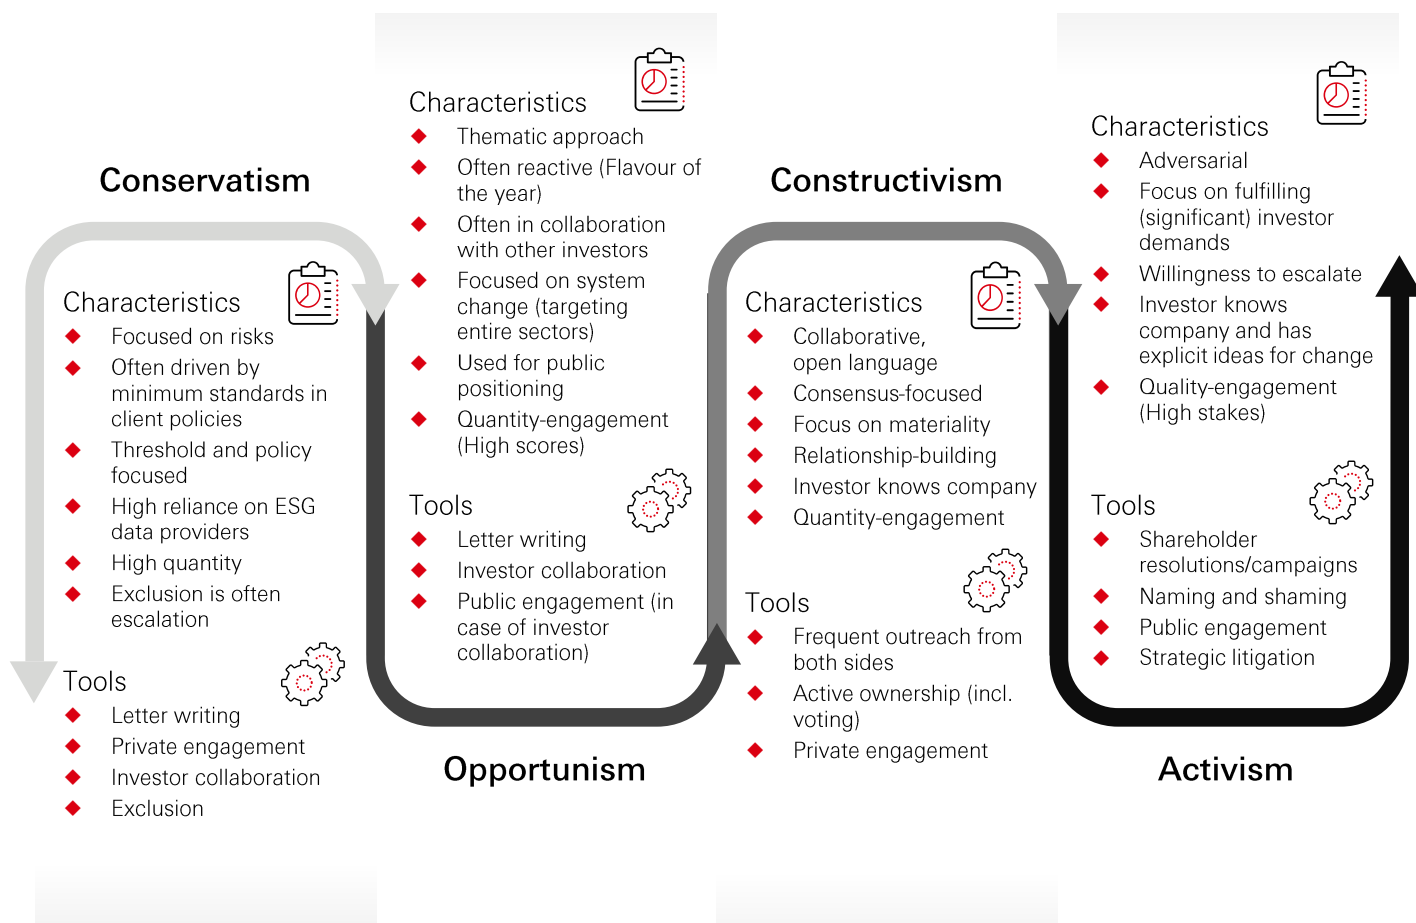 Conservatism
Characteristics
Focused on risks
Often driven by
minimum standards in
client policies
Threshold and policy
focused
High reliance on ESG
data providers
High quantity
Exclusion is often
escalation
Tools
Letter writing
Private engagement
Investor collaboration
Exclusion
Characteristics
Thematic approach
Often reactive (Flavour of
the year)
Often in collaboration
with other investors
Focused on system
change (targeting
entire sectors)
Used for public
positioning
Quantity-engagement
(High scores)
Tools
Letter writing
Investor collaboration
Public engagement (in
case of investor
collaboration)
Opportunism
Constructivism
Characteristics
Collaborative,
open language
Consensus-focused
Focus on materiality
Relationship-building
Investor knows company
Quantity-engagement
Tools
Frequent outreach from
both sides
Active ownership (incl.
voting)
Private engagement
Characteristics
Adversarial
Focus on fulfilling
(significant) investor
demands
Willingness to escalate
Investor knows
company and has
explicit ideas for change
Quality-engagement
(High stakes)
Tools
Shareholder
resolutions/campaigns
Naming and shaming
Public engagement
Strategic litigation
Activism